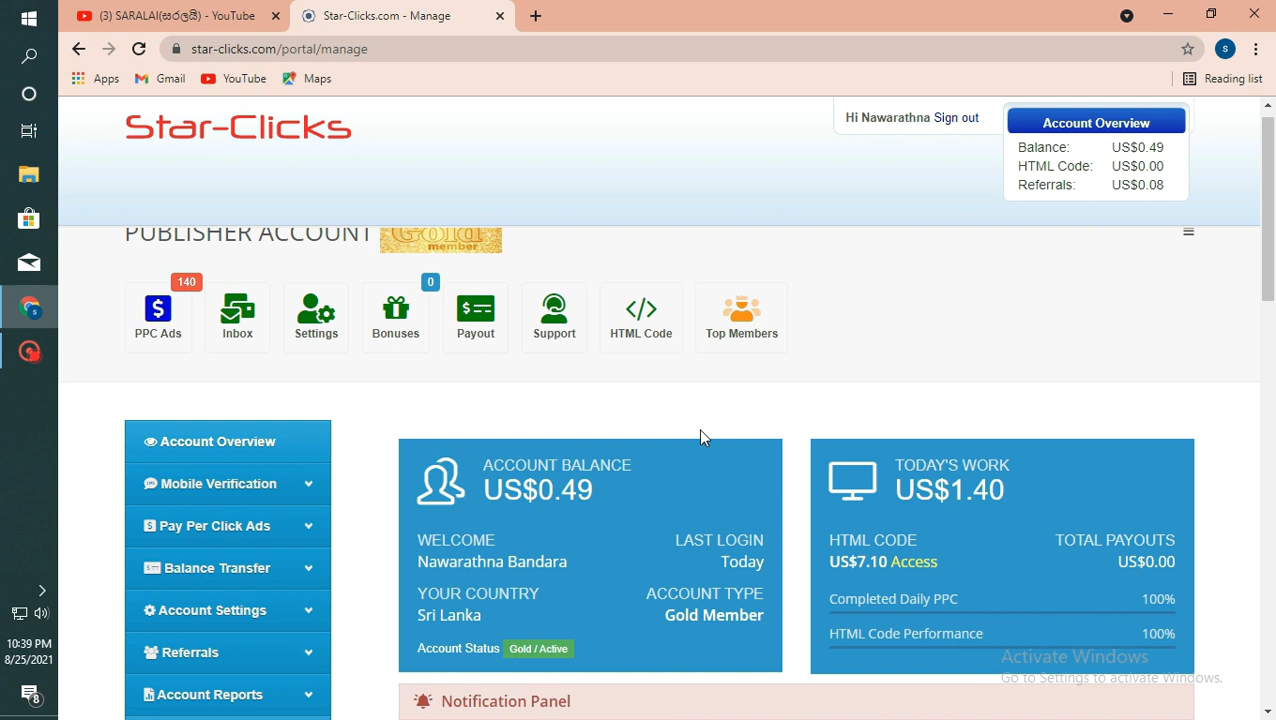 (3) SARALAI(සරලයි) - YouTube
Star-Clicks.com - Manage
star-clicks.com/portal/manage
S
Apps
Gmail
YouTube
Maps
Reading list
Star-Clicks
Hi Nawarathna Sign out
Account Overview
Balance: US$0.49
HTML Code: US$0.00
Referrals: US$0.08
PUBLISHER ACCOUNT
Gold
member
140
0
PPC Ads
Inbox
Settings
Bonuses
Payout
Support
HTML Code
Top Members
Account Overview
Mobile Verification
Pay Per Click Ads
Balance Transfer
Account Settings
Referrals
Account Reports
ACCOUNT BALANCE
US$0.49
WELCOME LAST LOGIN
Nawarathna Bandara Today
YOUR COUNTRY ACCOUNT TYPE
Sri Lanka Gold Member
Account Status Gold / Active
TODAY'S WORK
US$1.40
HTML CODE TOTAL PAYOUTS
US$7.10 Access US$0.00
Completed Daily PPC 100%
HTML Code Performance 100%
Activate Windows
Go to Settings to activate Windows.
Notification Panel
10:39 PM
8/25/2021
8